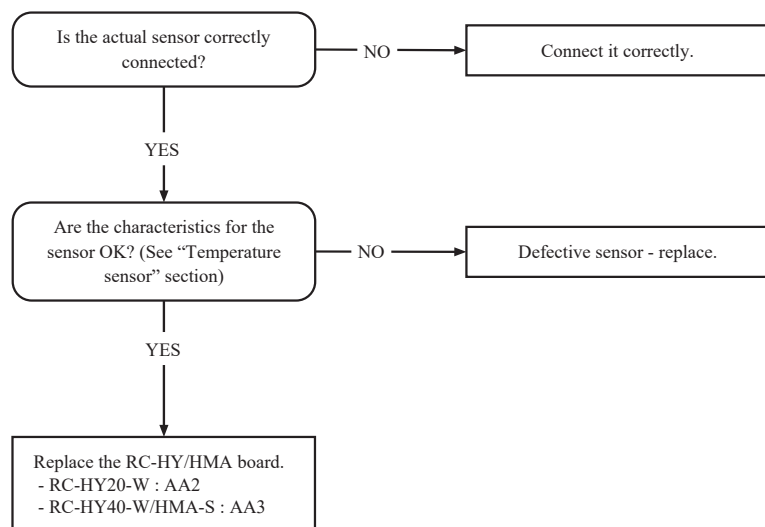 Is the actual sensor correctly
connected?
NO
Connect it correctly.
YES
Are the characteristics for the
sensor OK? (See “Temperature
sensor” section)
NO
Defective sensor - replace.
YES
Replace the RC-HY/HMA board.
- RC-HY20-W : AA2
- RC-HY40-W/HMA-S : AA3